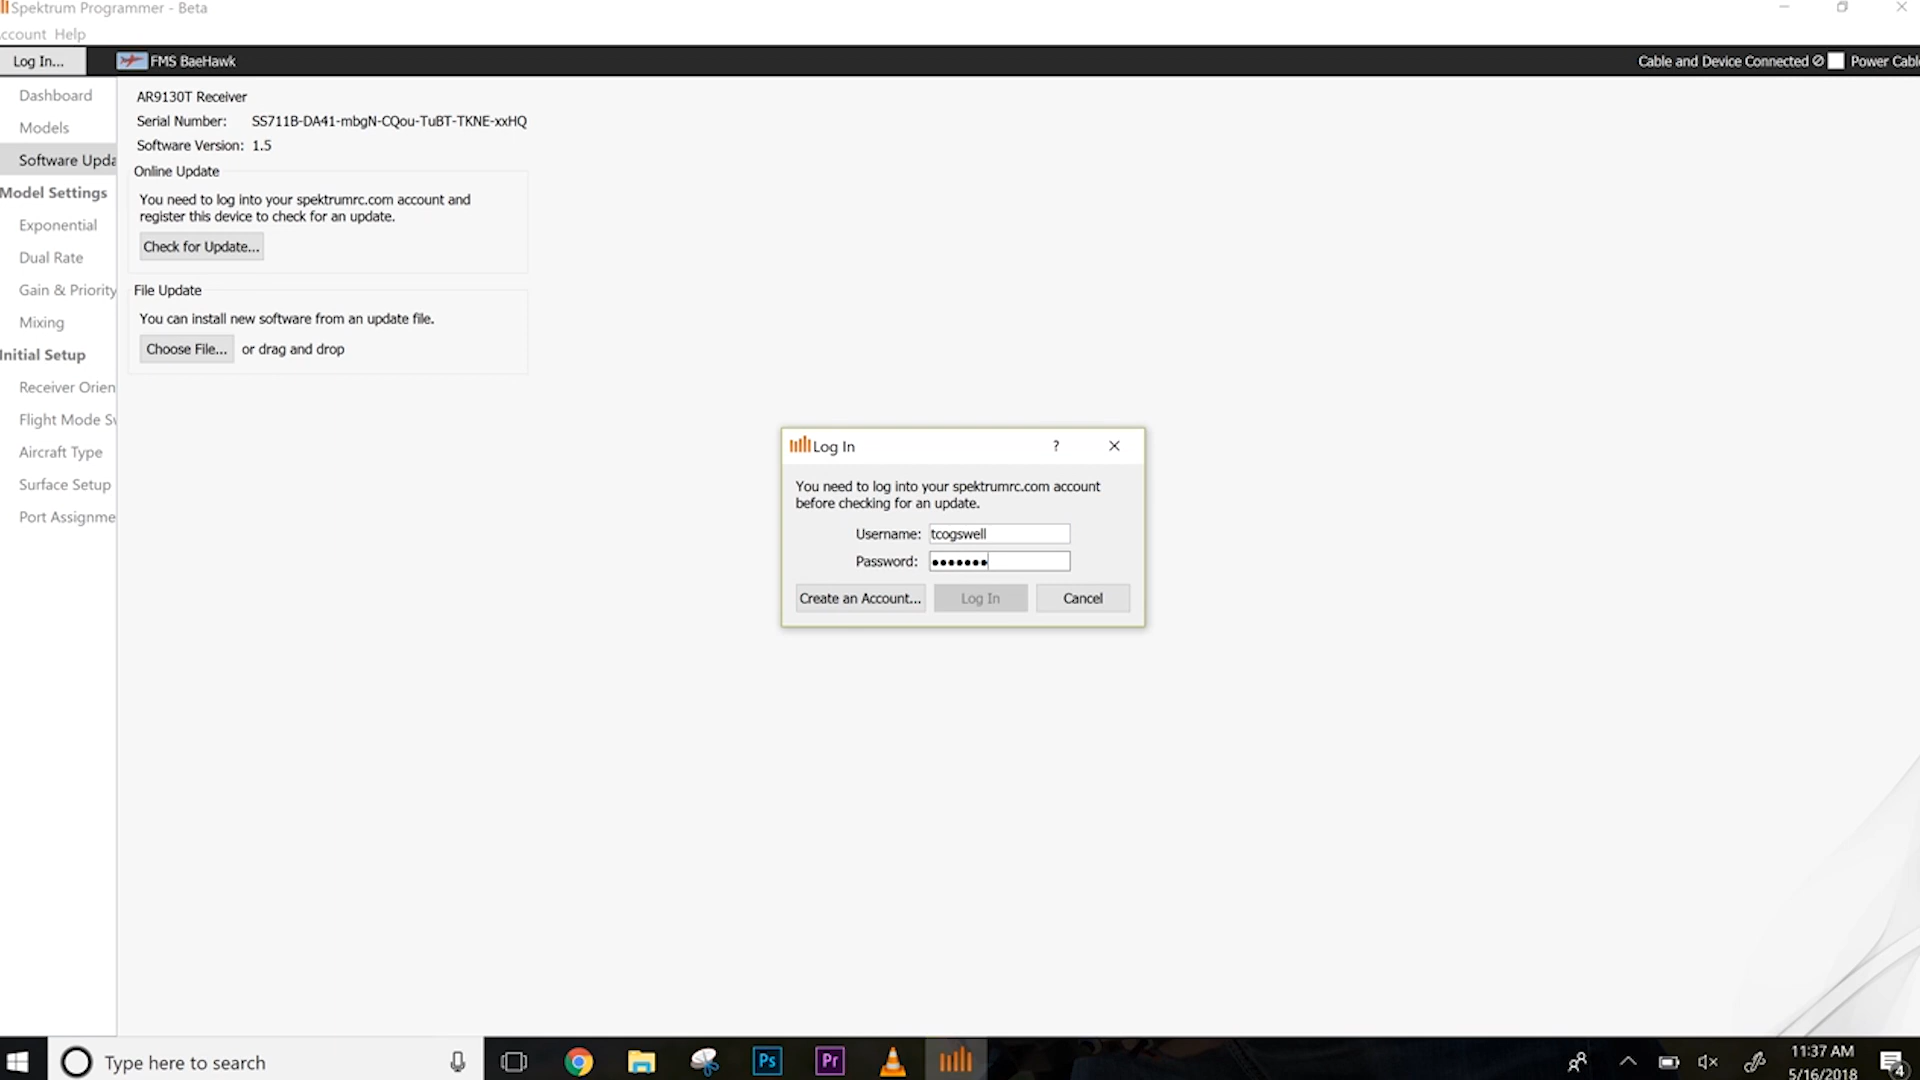 Spektrum Programmer - Beta
ccount Help
Log In...
FMS BaeHawk
Cable and Device Connected
Power Cabl
Dashboard
Models
Software Upda
Model Settings
Exponential
Dual Rate
Gain & Priority
Mixing
Initial Setup
Receiver Orien
Flight Mode Sw
Aircraft Type
Surface Setup
Port Assignme
AR9130T Receiver
Serial Number: SS711B-DA41-mbgN-CQou-TuBT-TKNE-xxHQ
Software Version: 1.5
Online Update
You need to log into your spektrumrc.com account and
register this device to check for an update.
Check for Update...
File Update
You can install new software from an update file.
Choose File... or drag and drop
Log In
?
You need to log into your spektrumrc.com account
before checking for an update.
Username: tcogswell
Password: •••••••
Create an Account... Log In Cancel
Type here to search
Ps
Pr
11:37 AM
5/16/2018
4